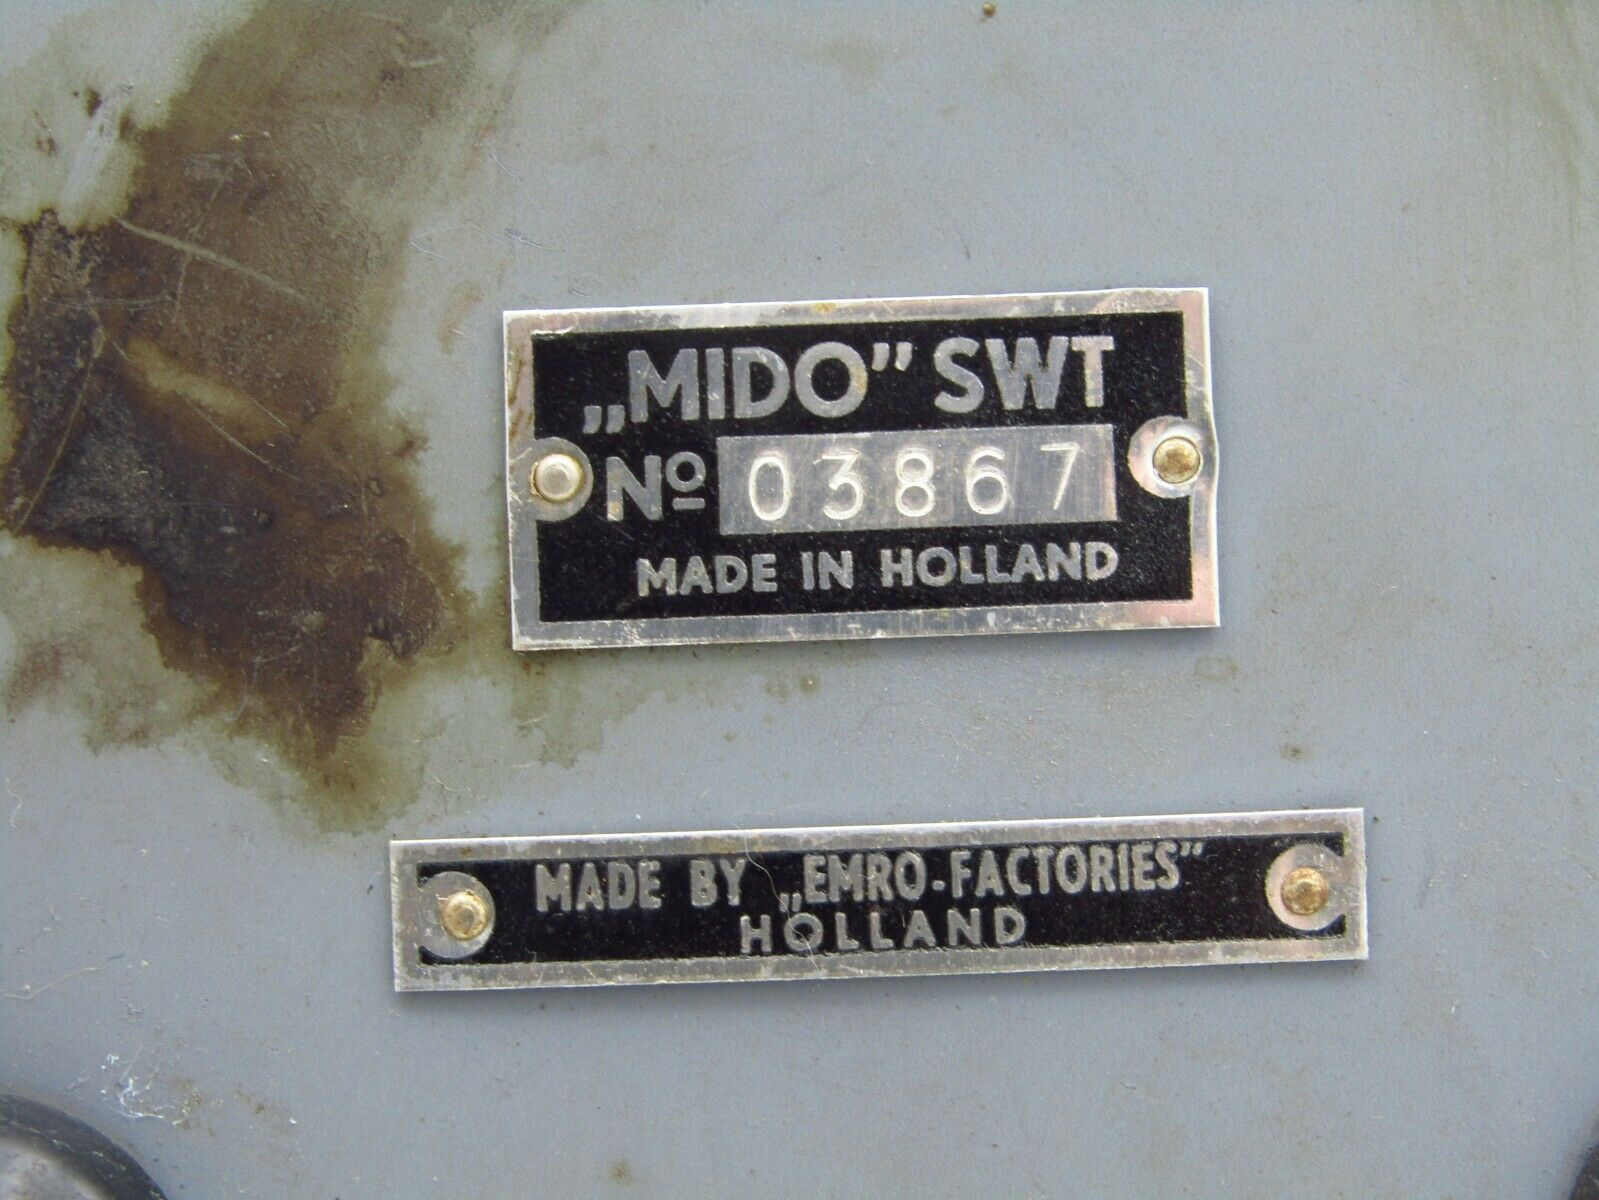 „MIDO” SWT
Nº 03867
MADE IN HOLLAND
MADE BY „EMRO-FACTORIES”
HOLLAND